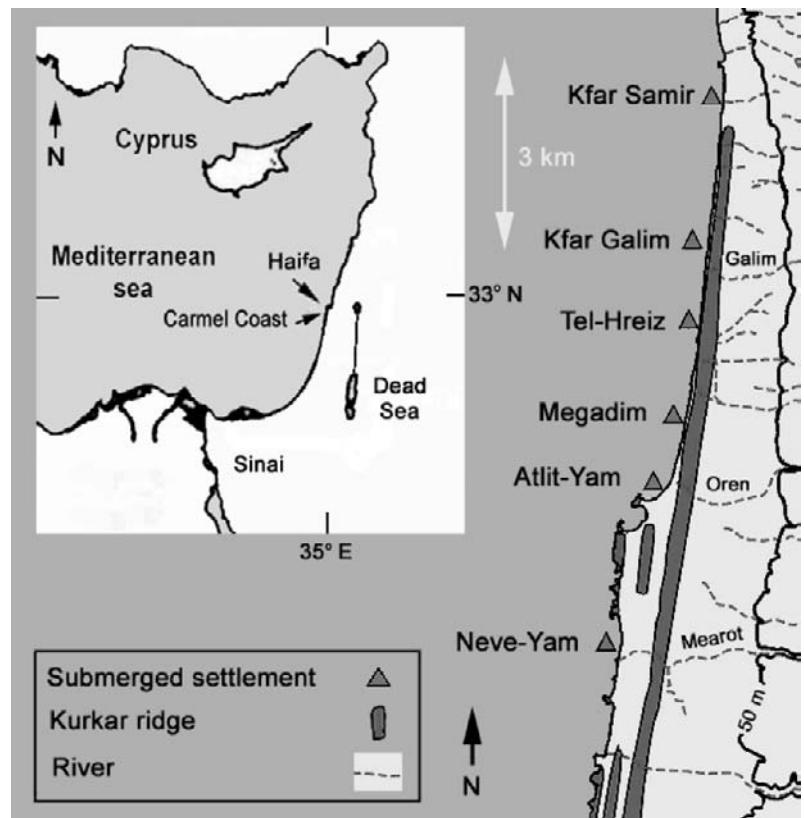 N
Cyprus
Mediterranean
sea
Haifa
Carmel Coast
33° N
Dead
Sea
Sinai
35° E
3 km
Kfar Samir
Kfar Galim
Galim
Tel-Hreiz
Megadim
Atlit-Yam
Oren
Neve-Yam
Mearot
50 m
N
Submerged settlement
Kurkar ridge
River